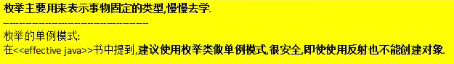 枚举主要用来表示事物固定的类型,慢慢去学.
----------------------------------------
枚举的单例模式:
在<<effective java>>书中提到,建议使用枚举类做单例模式,很安全,即使使用反射也不能创建对象.